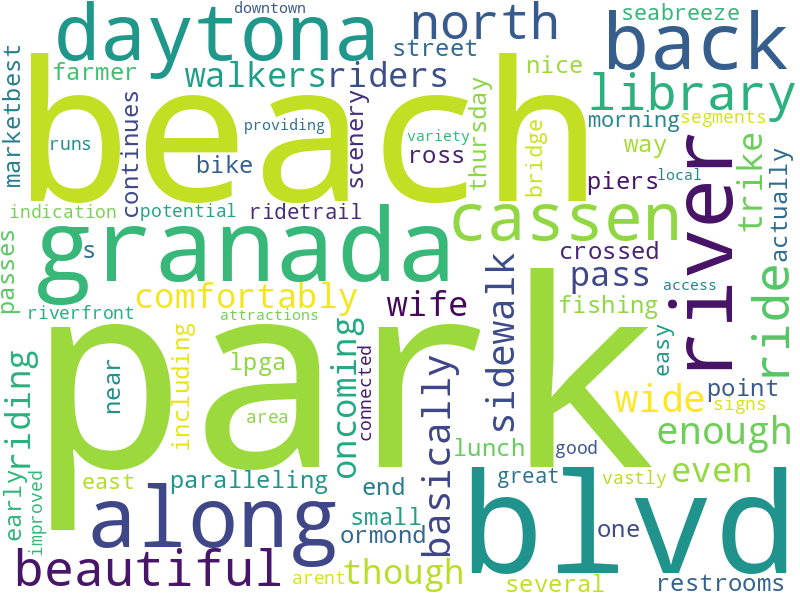 downtown
daytona
north
back
seabreeze
street
farmer
walkers
riders
nice
library
marketbest
beach
continues
scenery
providing
variety
thursday
bridge
morning
segments
runs
bike
ross
way
river
trike
actually
piers
local
indication
potential
ridetrail
cassen
passes
s
granada
crossed
pass
access
riverfront
comfortably
attractions
wife
sidewalk
fishing
ride
easy
park
near
including
lpga
oncoming
connected
basically
wide
point
signs
riding
area
enough
early
improved
east
paralleling
lunch
good
even
end
great
vastly
along
small
ormond
blvd
one
beautiful
arent
though
several
restrooms